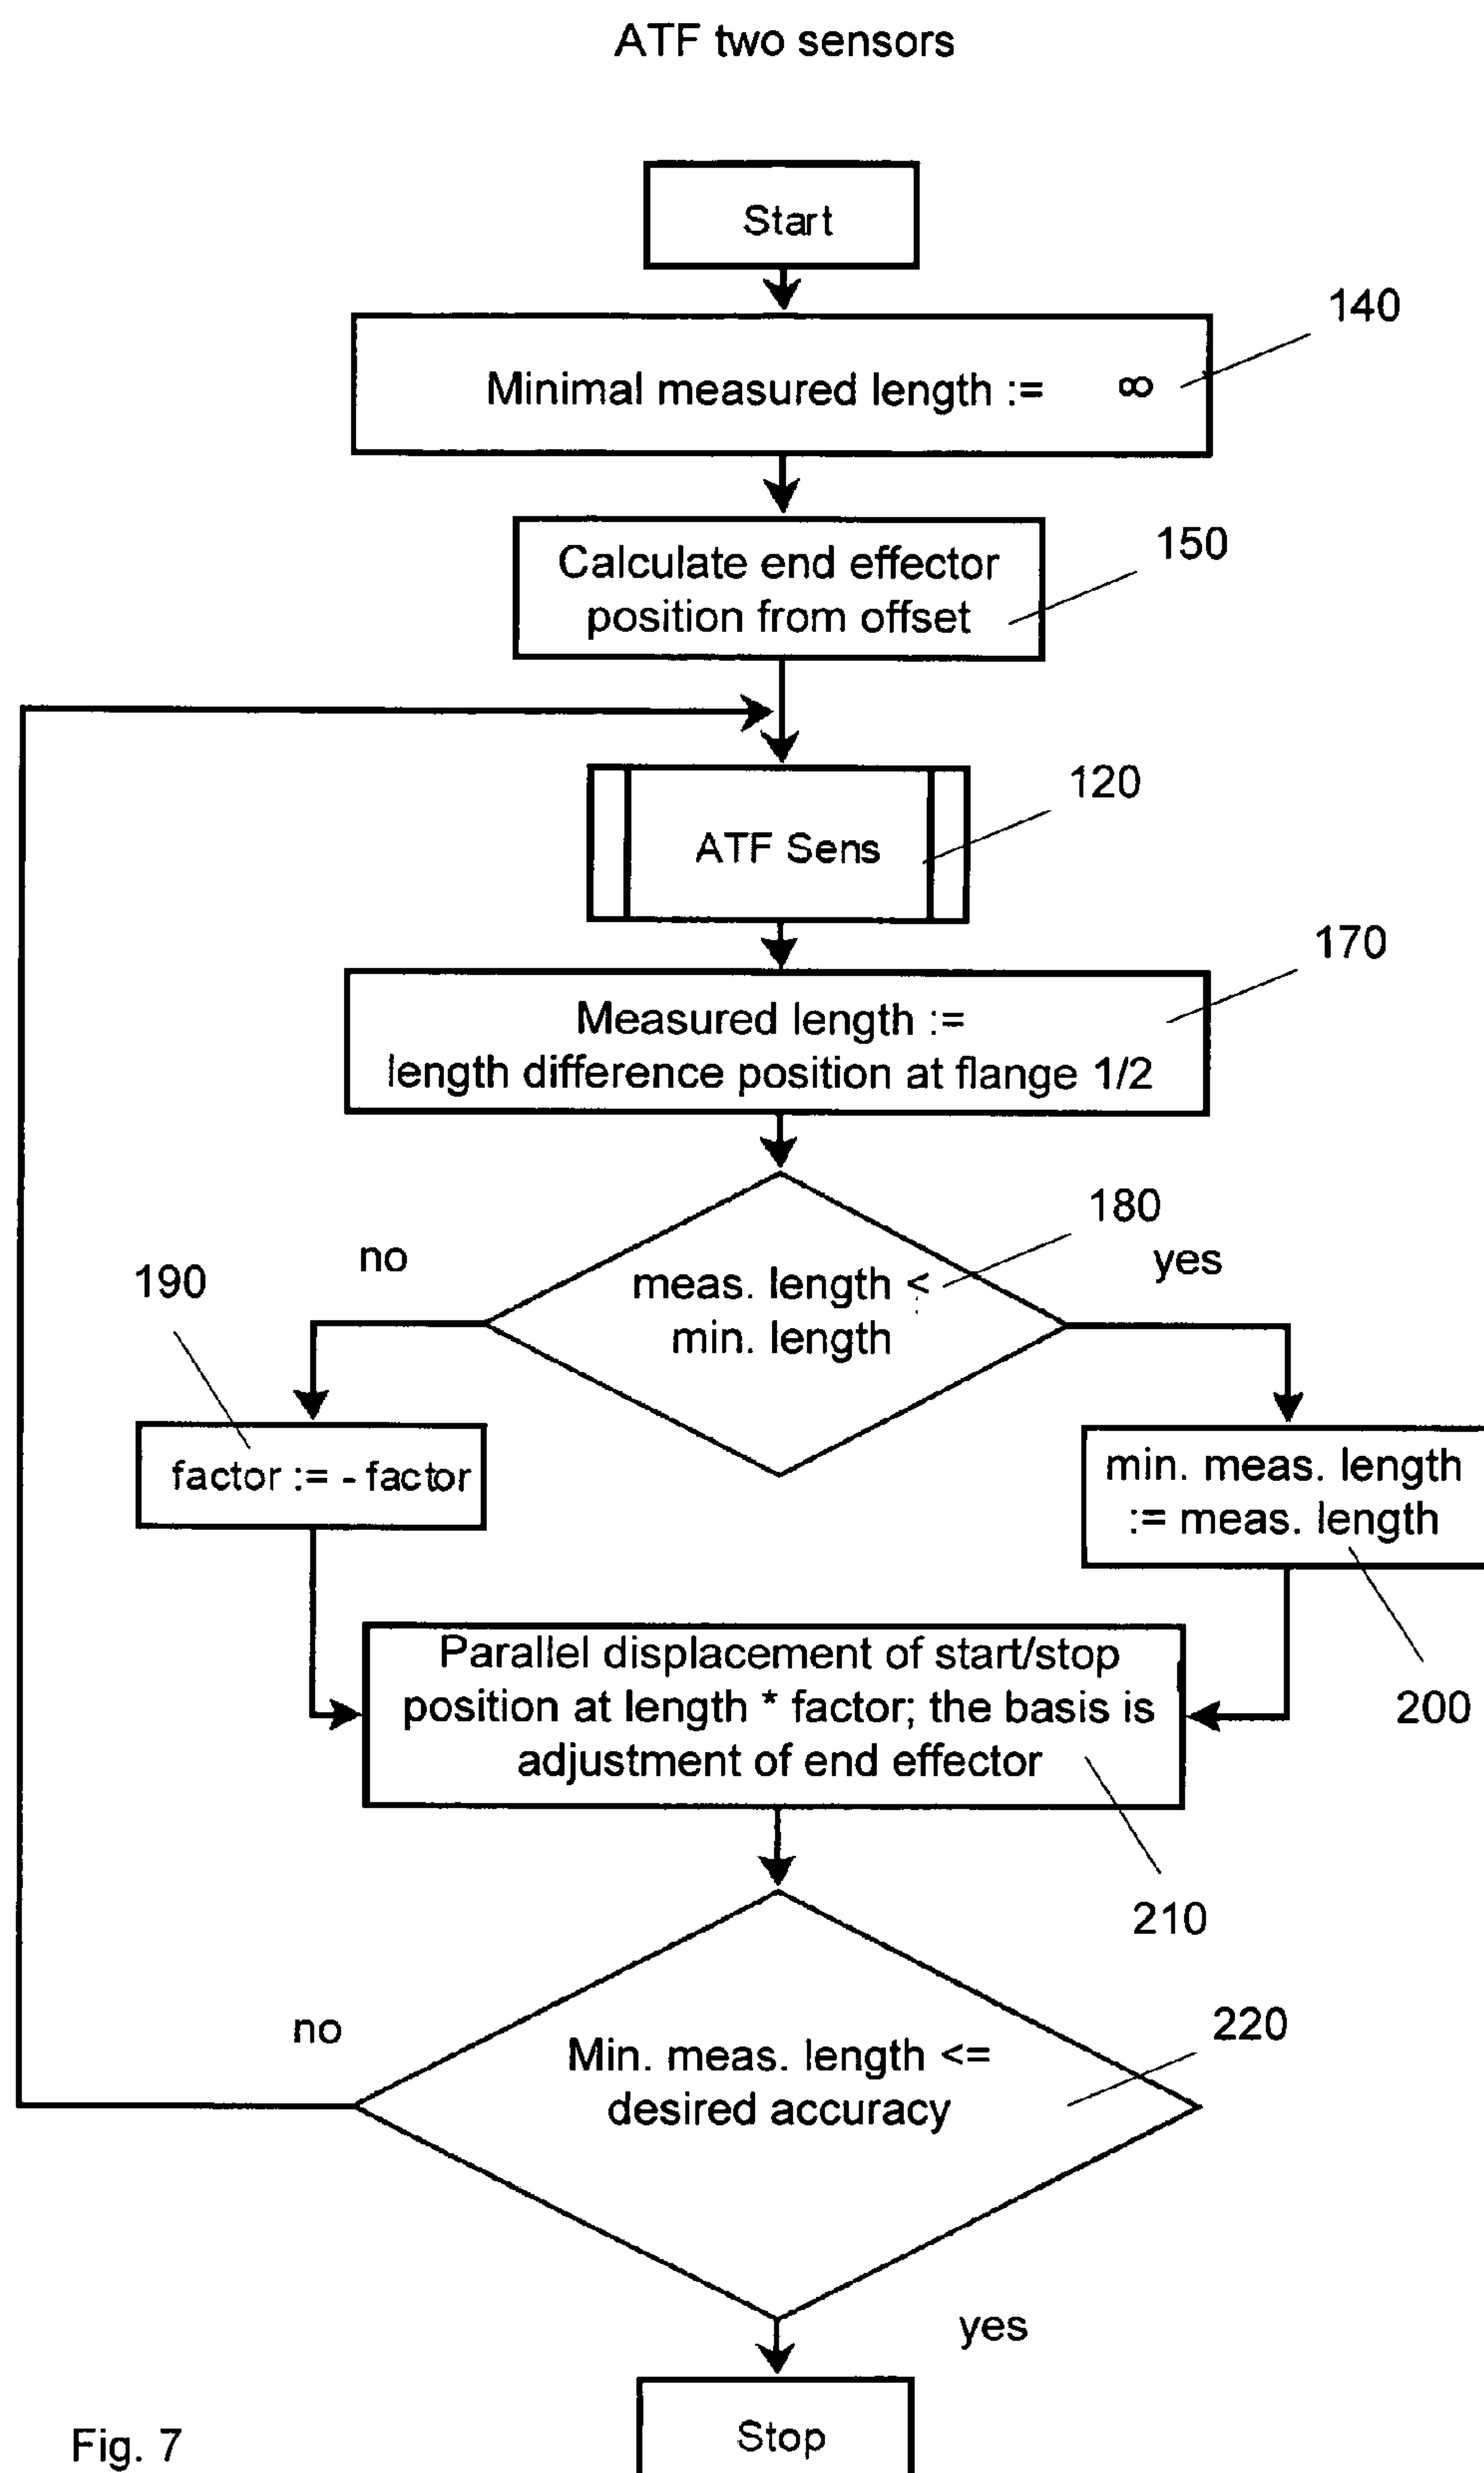 ATF two sensors
Start
140
Minimal measured length := ∞
150
Calculate end effector
position from offset
120
ATF Sens
170
Measured length :=
length difference position at flange 1/2
180
no
yes
meas. length <
min. length
190
factor := - factor
min. meas. length
:= meas. length
200
Parallel displacement of start/stop
position at length * factor; the basis is
adjustment of end effector
210
220
no
Min. meas. length <=
desired accuracy
yes
Stop
Fig. 7